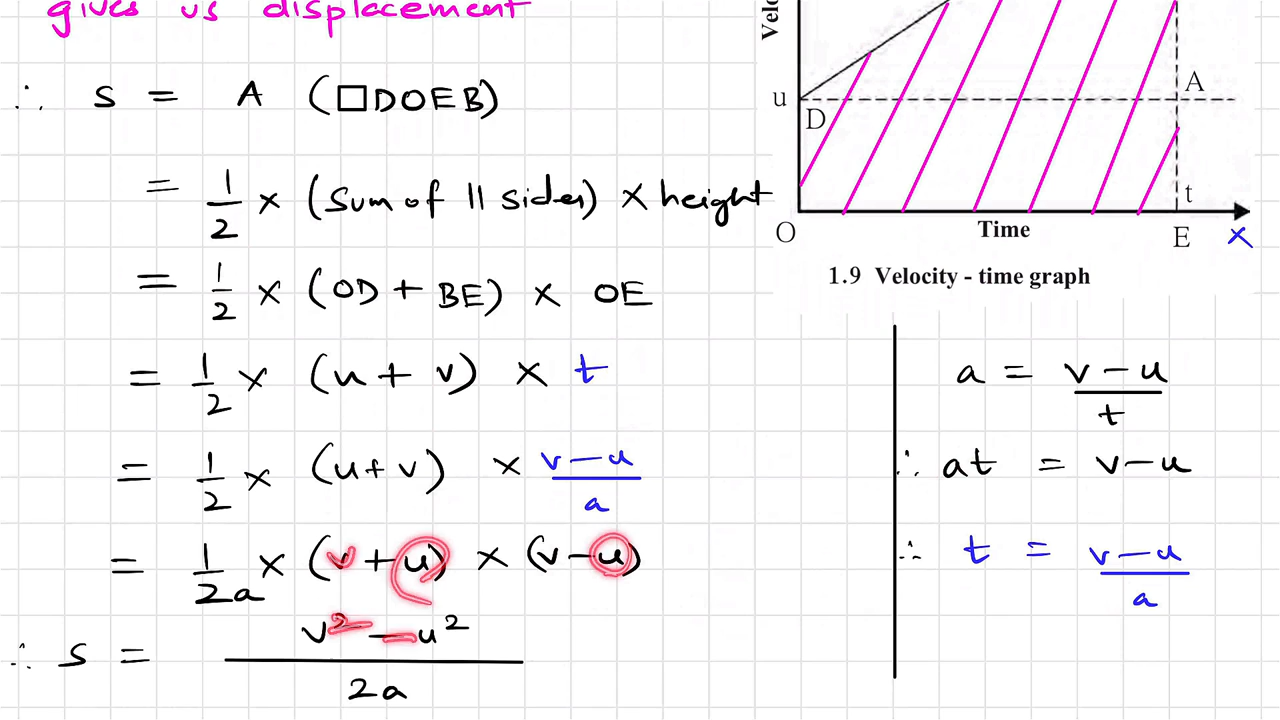 gives us displacement
∴ s = A (□DOEB)
= 1/2 × (Sum of || sides) × height
= 1/2 × (OD + BE) × OE
= 1/2 × (u + v) × t
= 1/2 × (u+v) × v-u/a
= 1/2a × (v+u) × (v-u)
∴ s = v² - u²/2a
u
D
A
t
O
Time
E
x
1.9 Velocity - time graph
a = v-u/t
∴ at = v-u
∴ t = v-u/a